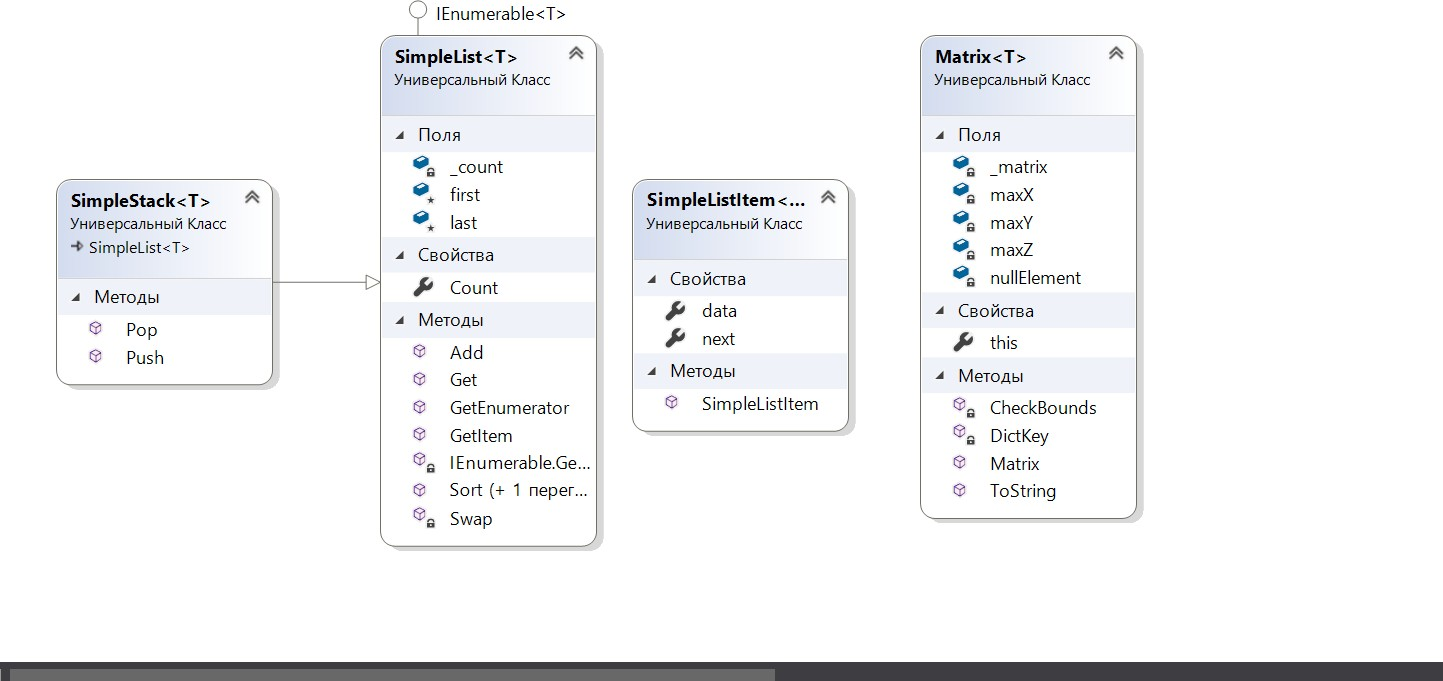 IEnumerable<T>
SimpleStack<T>
Универсальный Класс
SimpleList<T>
Методы
Pop
Push
SimpleList<T>
Универсальный Класс
Поля
_count
first
last
Свойства
Count
Методы
Add
Get
GetEnumerator
GetItem
IEnumerable.Ge...
Sort (+ 1 перег...
Swap
SimpleListItem<...
Универсальный Класс
Свойства
data
next
Методы
SimpleListItem
Matrix<T>
Универсальный Класс
Поля
_matrix
maxX
maxY
maxZ
nullElement
Свойства
this
Методы
CheckBounds
DictKey
Matrix
ToString